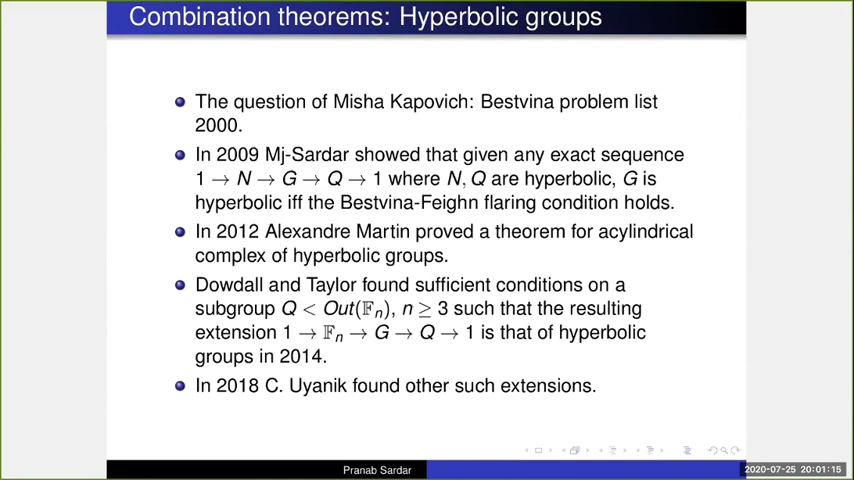 Combination theorems: Hyperbolic groups
The question of Misha Kapovich: Bestvina problem list
2000.
In 2009 Mj-Sardar showed that given any exact sequence
1 → N → G → Q → 1 where N, Q are hyperbolic, G is
hyperbolic iff the Bestvina-Feighn flaring condition holds.
In 2012 Alexandre Martin proved a theorem for acylindrical
complex of hyperbolic groups.
Dowdall and Taylor found sufficient conditions on a
subgroup Q < Out(𝔽ₙ), n ≥ 3 such that the resulting
extension 1 → 𝔽ₙ → G → Q → 1 is that of hyperbolic
groups in 2014.
In 2018 C. Uyanik found other such extensions.
Pranab Sardar
2020-07-25 20:01:15